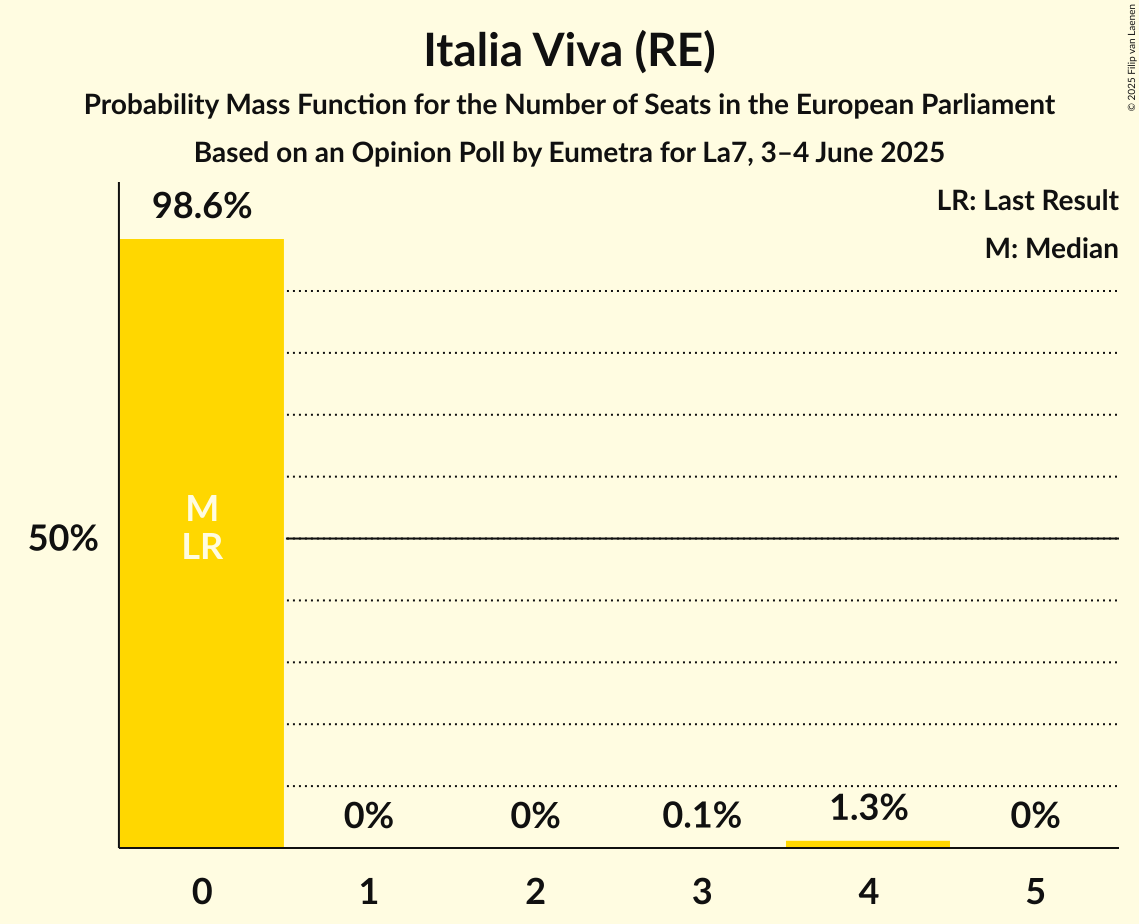 Italia Viva (RE)
Probability Mass Function for the Number of Seats in the European Parliament
Based on an Opinion Poll by Eumetra for La7, 3–4 June 2025
© 2025 Filip van Laenen
LR: Last Result
M: Median
98.6%
M
LR
50%
0%
0%
0.1%
1.3%
0%
0
1
2
3
4
5